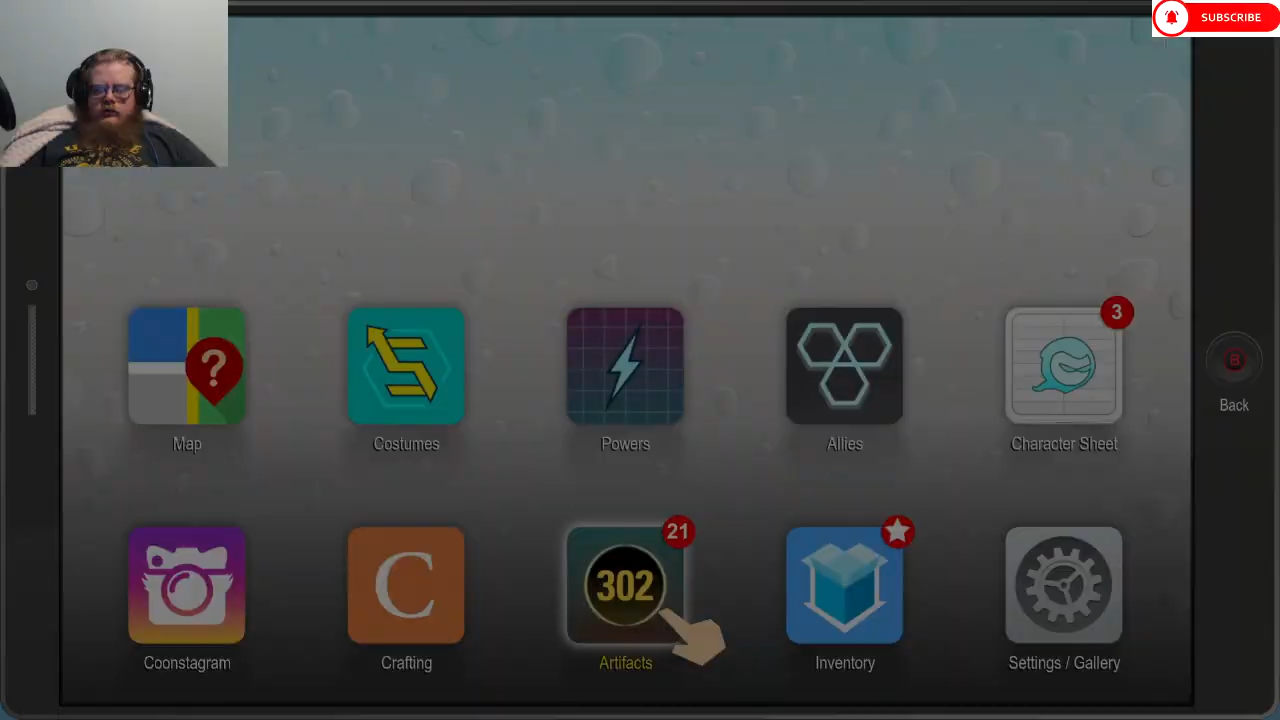 SUBSCRIBE
3
?
B
Map
Costumes
Powers
Allies
Character Sheet
Back
21
302
C
Coonstagram
Crafting
Artifacts
Inventory
Settings / Gallery